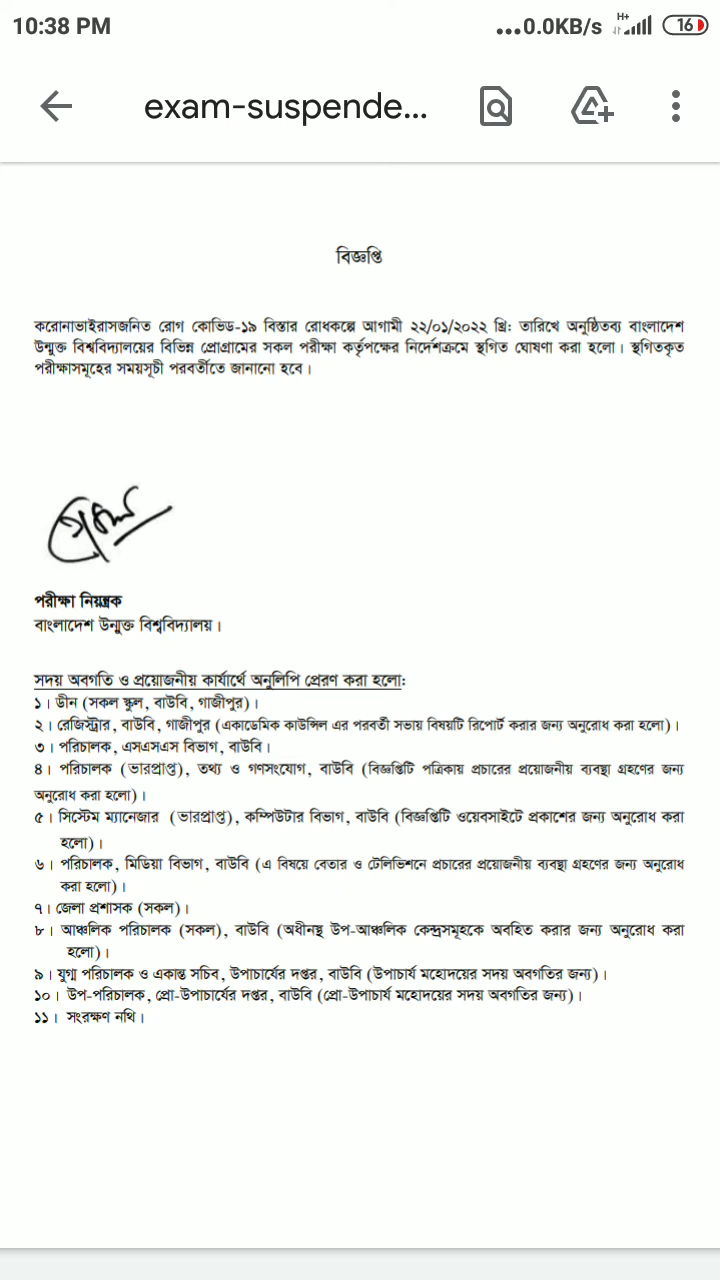 10:38 PM
...0.0KB/s H+ 16
exam-suspende...
বিজ্ঞপ্তি
করোনাভাইরাসজনিত রোগ কোভিড-১৯ বিস্তার রোধকল্পে আগামী ২২/০১/২০২২ খ্রি: তারিখে অনুষ্ঠিতব্য বাংলাদেশ
উন্মুক্ত বিশ্ববিদ্যালয়ের বিভিন্ন প্রোগ্রামের সকল পরীক্ষা কর্তৃপক্ষের নির্দেশক্রমে স্থগিত ঘোষণা করা হলো। স্থগিতকৃত
পরীক্ষাসমূহের সময়সূচী পরবর্তীতে জানানো হবে।
পরীক্ষা নিয়ন্ত্রক
বাংলাদেশ উন্মুক্ত বিশ্ববিদ্যালয়।
সদয় অবগতি ও প্রয়োজনীয় কার্যার্থে অনুলিপি প্রেরণ করা হলো:
১। ডীন (সকল স্কুল, বাউবি, গাজীপুর)।
২। রেজিস্ট্রার, বাউবি, গাজীপুর (একাডেমিক কাউন্সিল এর পরবর্তী সভায় বিষয়টি রিপোর্ট করার জন্য অনুরোধ করা হলো)।
৩। পরিচালক, এসএসএস বিভাগ, বাউবি।
৪। পরিচালক (ভারপ্রাপ্ত), তথ্য ও গণসংযোগ, বাউবি (বিজ্ঞপ্তিটি পত্রিকায় প্রচারের প্রয়োজনীয় ব্যবস্থা গ্রহণের জন্য
অনুরোধ করা হলো)।
৫। সিস্টেম ম্যানেজার (ভারপ্রাপ্ত), কম্পিউটার বিভাগ, বাউবি (বিজ্ঞপ্তিটি ওয়েবসাইটে প্রকাশের জন্য অনুরোধ করা
হলো)।
৬। পরিচালক, মিডিয়া বিভাগ, বাউবি (এ বিষয়ে বেতার ও টেলিভিশনে প্রচারের প্রয়োজনীয় ব্যবস্থা গ্রহণের জন্য অনুরোধ
করা হলো)।
৭। জেলা প্রশাসক (সকল)।
৮। আঞ্চলিক পরিচালক (সকল), বাউবি (অধীনস্থ উপ-আঞ্চলিক কেন্দ্রসমূহকে অবহিত করার জন্য অনুরোধ করা
হলো)।
৯। যুগ্ম পরিচালক ও একান্ত সচিব, উপাচার্যের দপ্তর, বাউবি (উপাচার্য মহোদয়ের সদয় অবগতির জন্য)।
১০। উপ-পরিচালক, প্রো-উপাচার্যের দপ্তর, বাউবি (প্রো-উপাচার্য মহোদয়ের সদয় অবগতির জন্য)।
১১। সংরক্ষণ নথি।